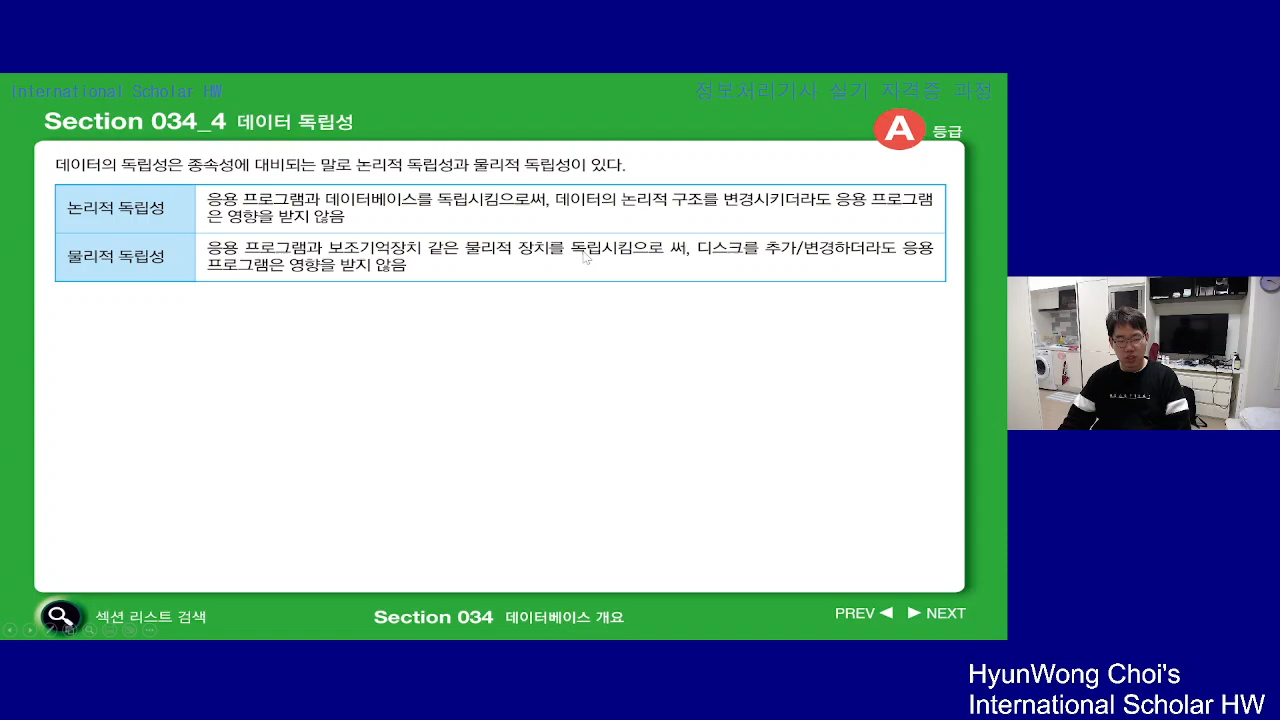 International Scholar HW
정보처리기사 실기 자격증 과정
Section 034_4 데이터 독립성
A 등급
데이터의 독립성은 종속성에 대비되는 말로 논리적 독립성과 물리적 독립성이 있다.
논리적 독립성
응용 프로그램과 데이터베이스를 독립시킴으로써, 데이터의 논리적 구조를 변경시키더라도 응용 프로그램
은 영향을 받지 않음
물리적 독립성
응용 프로그램과 보조기억장치 같은 물리적 장치를 독립시킴으로 써, 디스크를 추가/변경하더라도 응용
프로그램은 영향을 받지 않음
섹션 리스트 검색
Section 034 데이터베이스 개요
PREV ◀ ▶ NEXT
HyunWong Choi's
International Scholar HW